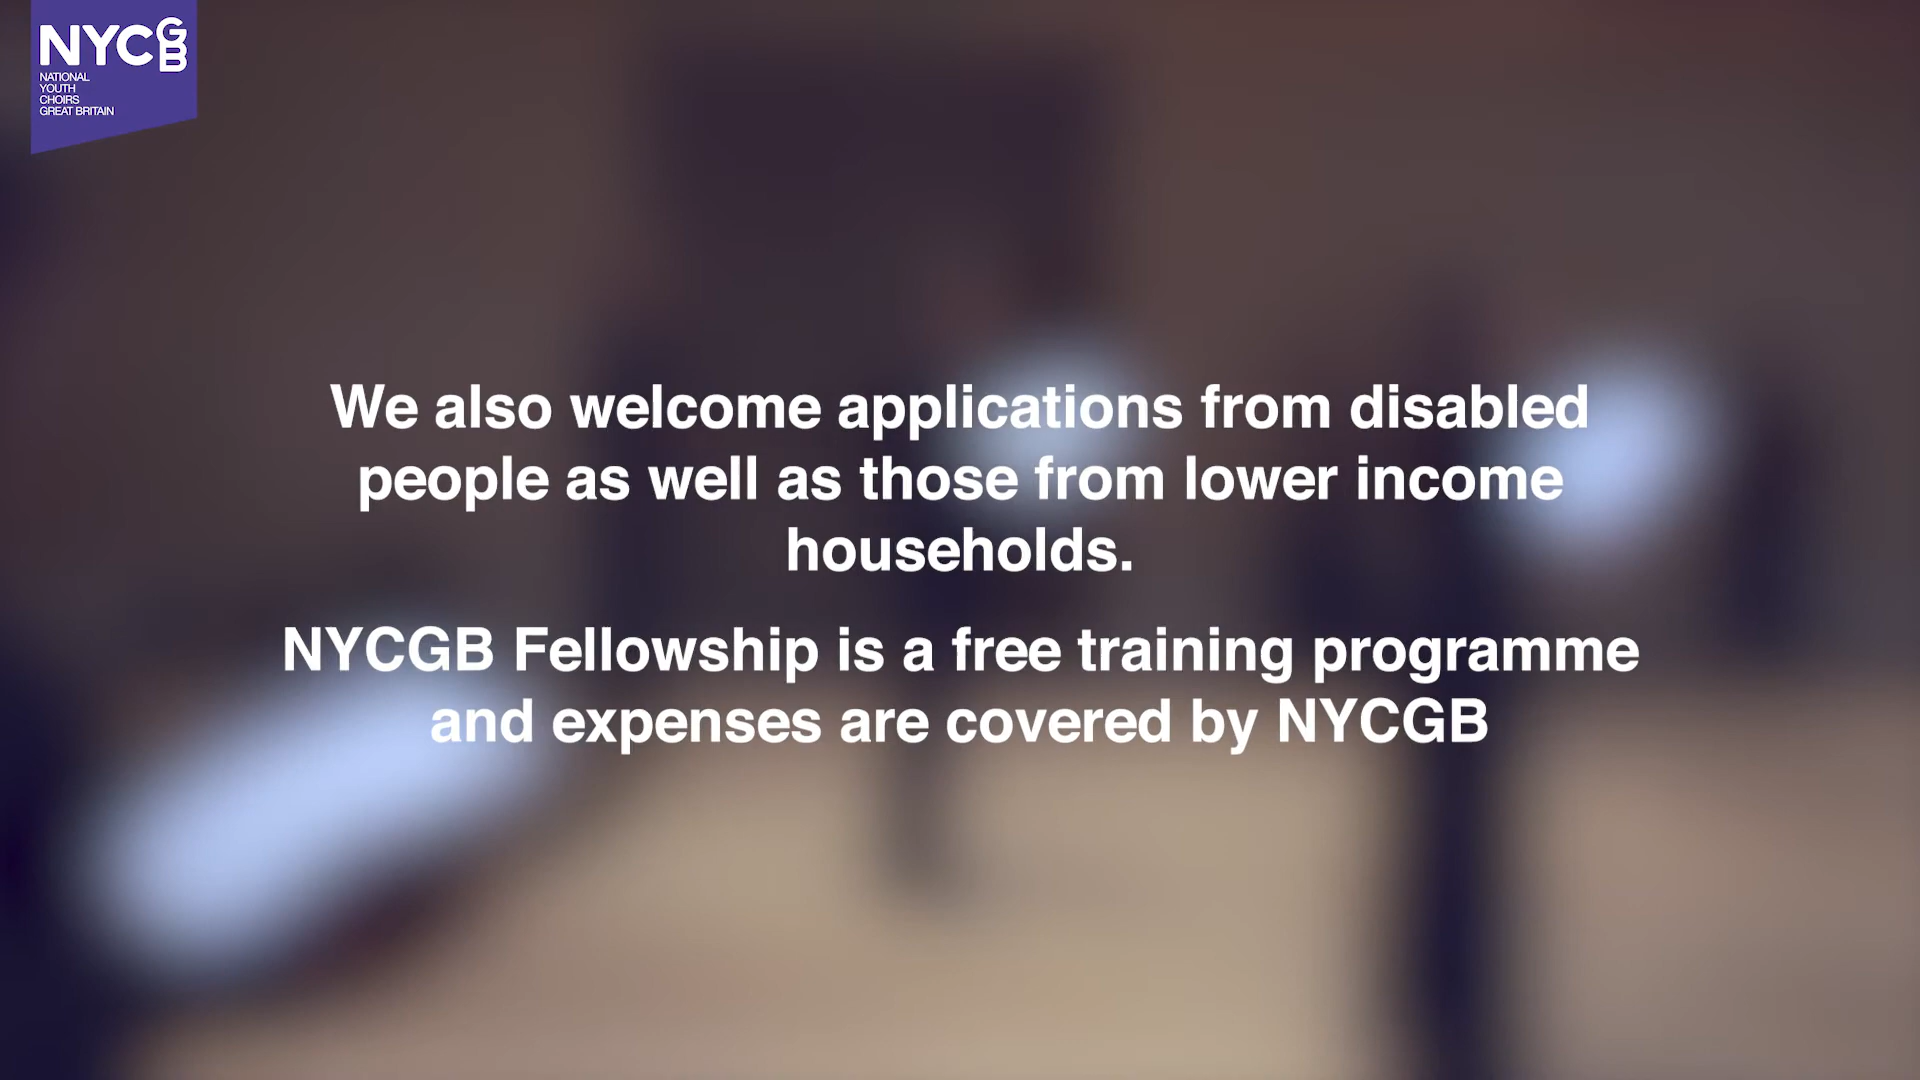 NYCGB
NATIONAL
YOUTH
CHOIRS
GREAT BRITAIN
We also welcome applications from disabled
people as well as those from lower income
households.
NYCGB Fellowship is a free training programme
and expenses are covered by NYCGB